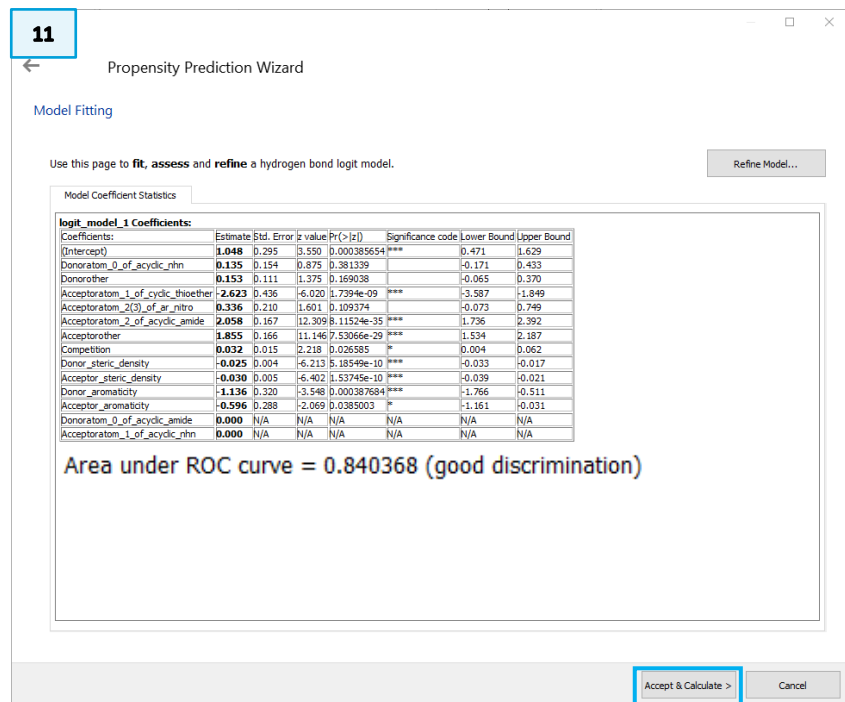 11
Propensity Prediction Wizard
Model Fitting
Use this page to fit, assess and refine a hydrogen bond logit model.
Refine Model...
Model Coefficient Statistics
logit_model_1 Coefficients:
Coefficients: Estimate Std. Error z value Pr(>|z|) Significance code Lower Bound Upper Bound
(Intercept) 1.048 0.295 3.550 0.000385654 *** 0.471 1.629
Donoratom_0_of_acyclic_nhn 0.135 0.154 0.875 0.381339 -0.171 0.433
Donorother 0.153 0.111 1.375 0.169038 -0.065 0.370
Acceptoratom_1_of_cyclic_thioether -2.623 0.436 -6.020 1.7394e-09 *** -3.587 -1.849
Acceptoratom_2(3)_of_ar_nitro 0.336 0.210 1.601 0.109374 -0.073 0.749
Acceptoratom_2_of_acyclic_amide 2.058 0.167 12.309 8.11524e-35 *** 1.736 2.392
Acceptorother 1.855 0.166 11.146 7.53066e-29 *** 1.534 2.187
Competition 0.032 0.015 2.218 0.026585 * 0.004 0.062
Donor_steric_density -0.025 0.004 -6.213 5.18549e-10 *** -0.033 -0.017
Acceptor_steric_density -0.030 0.005 -6.402 1.53745e-10 *** -0.039 -0.021
Donor_aromaticity -1.136 0.320 -3.548 0.000387684 *** -1.766 -0.511
Acceptor_aromaticity -0.596 0.288 -2.069 0.0385003 * -1.161 -0.031
Donoratom_0_of_acyclic_amide 0.000 N/A N/A N/A N/A N/A N/A
Acceptoratom_1_of_acyclic_nhn 0.000 N/A N/A N/A N/A N/A N/A
Area under ROC curve = 0.840368 (good discrimination)
Accept & Calculate >
Cancel